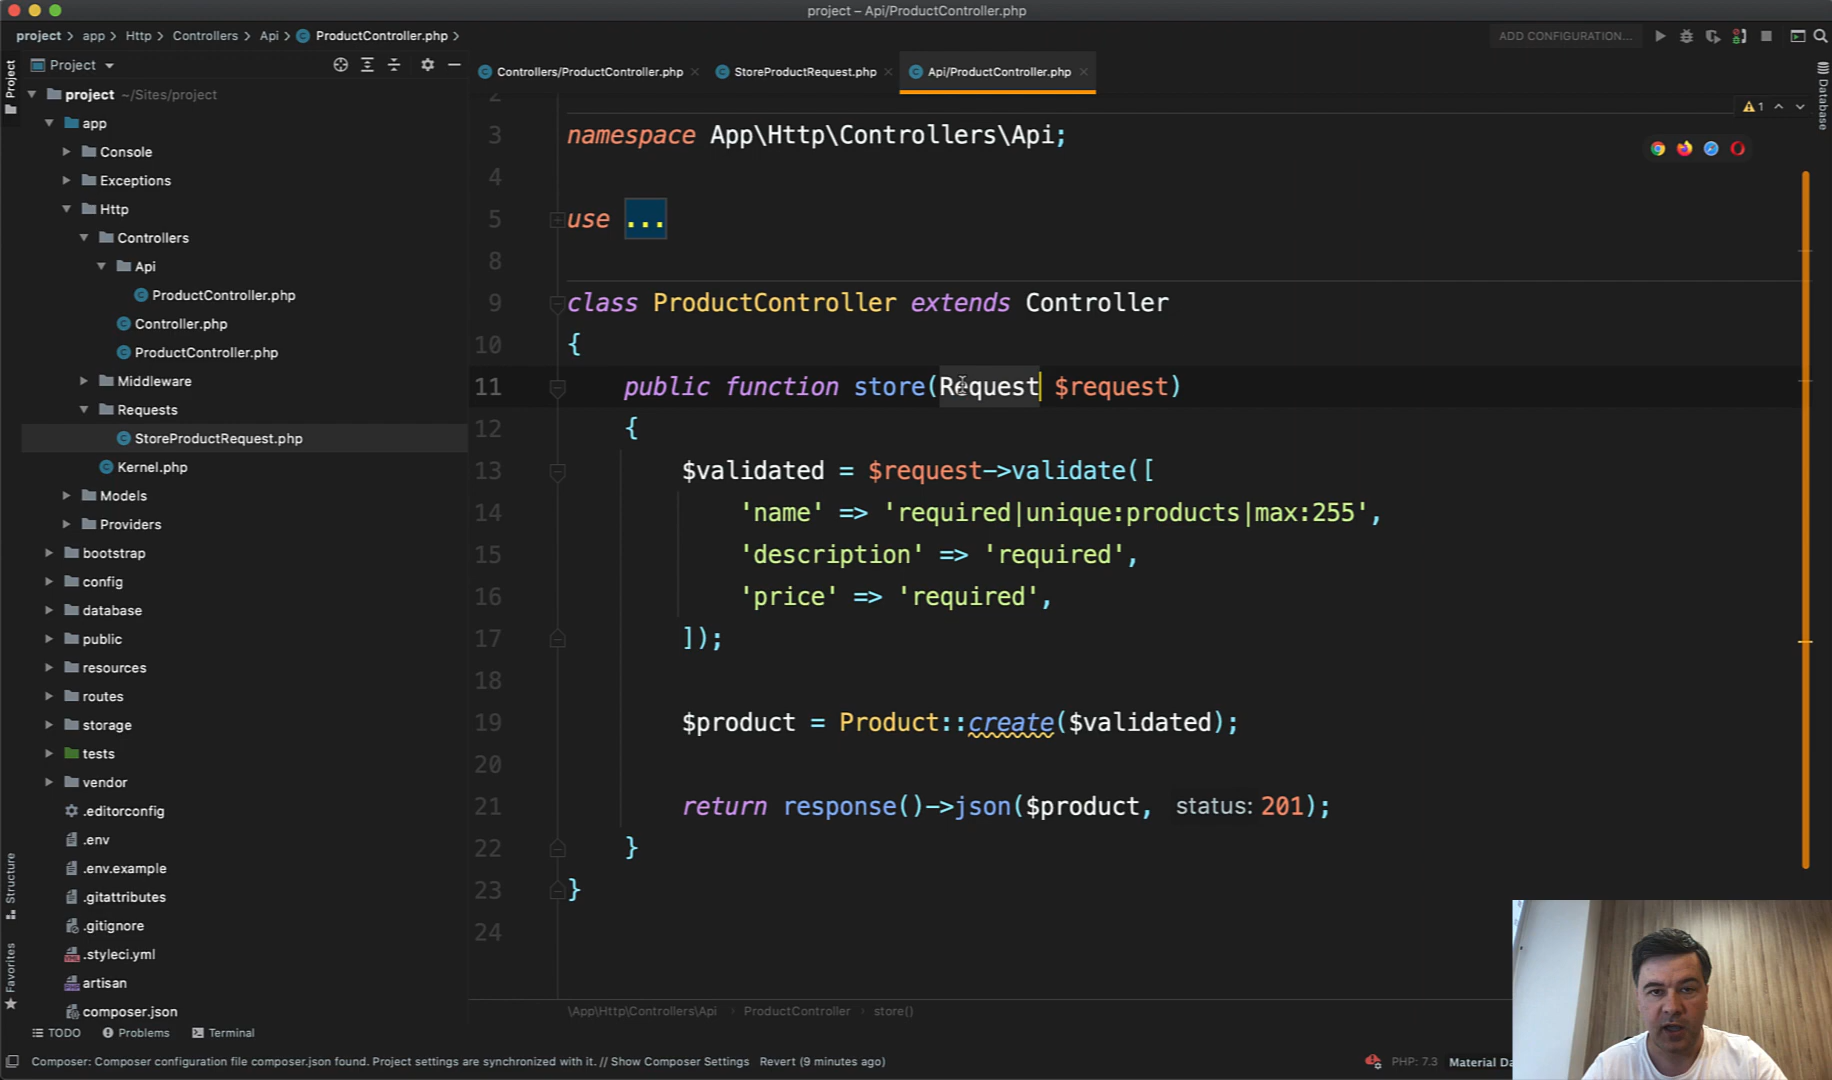 project – Api/ProductController.php
project > app > Http > Controllers > Api > ProductController.php >
ADD CONFIGURATION...
Project
Project
Controllers/ProductController.php
StoreProductRequest.php
Api/ProductController.php
Database
project ~/Sites/project
app
Console
Exceptions
Http
Controllers
Api
ProductController.php
Controller.php
ProductController.php
Middleware
Requests
StoreProductRequest.php
Kernel.php
Models
Providers
bootstrap
config
database
public
resources
routes
storage
tests
vendor
.editorconfig
.env
.env.example
.gitattributes
.gitignore
.styleci.yml
artisan
composer.json
Structure
Favorites
1
2
3 namespace App\Http\Controllers\Api;
4
5 use ...
8
9 class ProductController extends Controller
10 {
11 public function store(Request $request)
12 {
13 $validated = $request->validate([
14 'name' => 'required|unique:products|max:255',
15 'description' => 'required',
16 'price' => 'required',
17 ]);
18
19 $product = Product::create($validated);
20
21 return response()->json($product, status: 201);
22 }
23 }
24
\App\Http\Controllers\Api > ProductController > store()
TODO Problems Terminal
Composer: Composer configuration file composer.json found. Project settings are synchronized with it. // Show Composer Settings Revert (9 minutes ago)
PHP: 7.3 Material